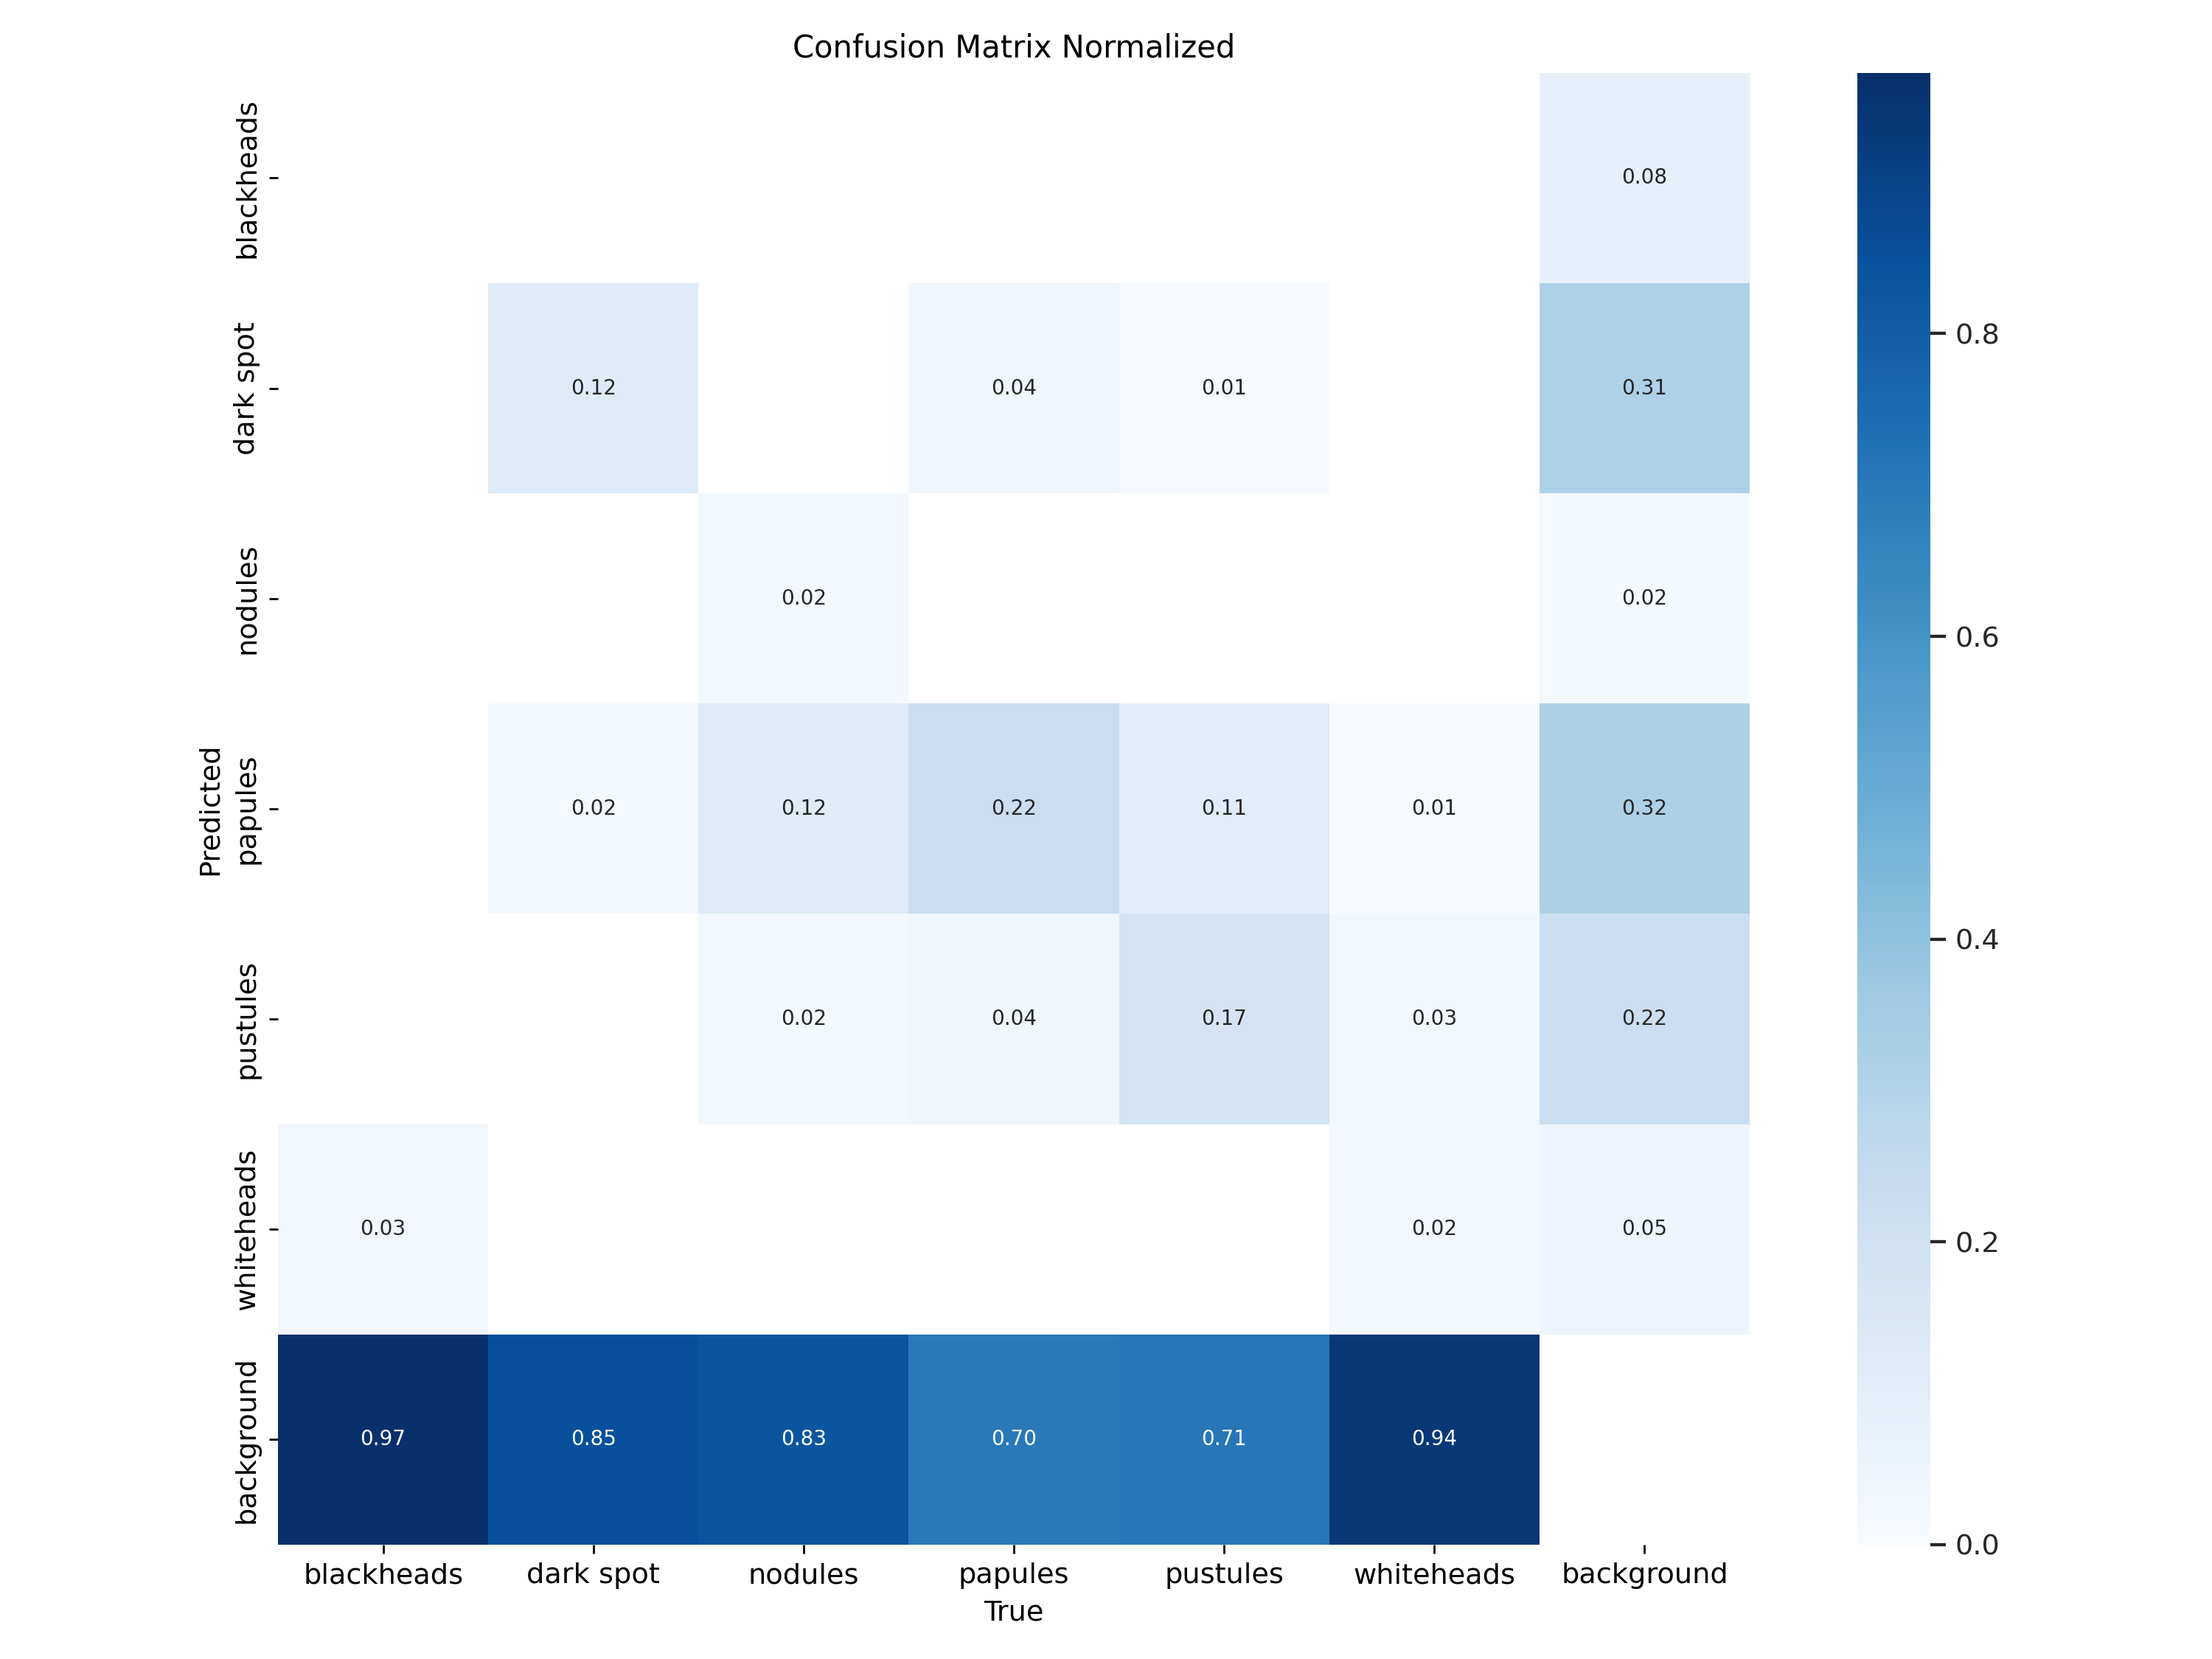 Confusion Matrix Normalized
blackheads
0.08
dark spot
0.12 0.04 0.01 0.31
0.8
nodules
0.02 0.02
0.6
Predicted
papules
0.02 0.12 0.22 0.11 0.01 0.32
0.4
pustules
0.02 0.04 0.17 0.03 0.22
whiteheads
0.03 0.02 0.05
0.2
background
0.97 0.85 0.83 0.70 0.71 0.94
0.0
blackheads dark spot nodules papules pustules whiteheads background
True